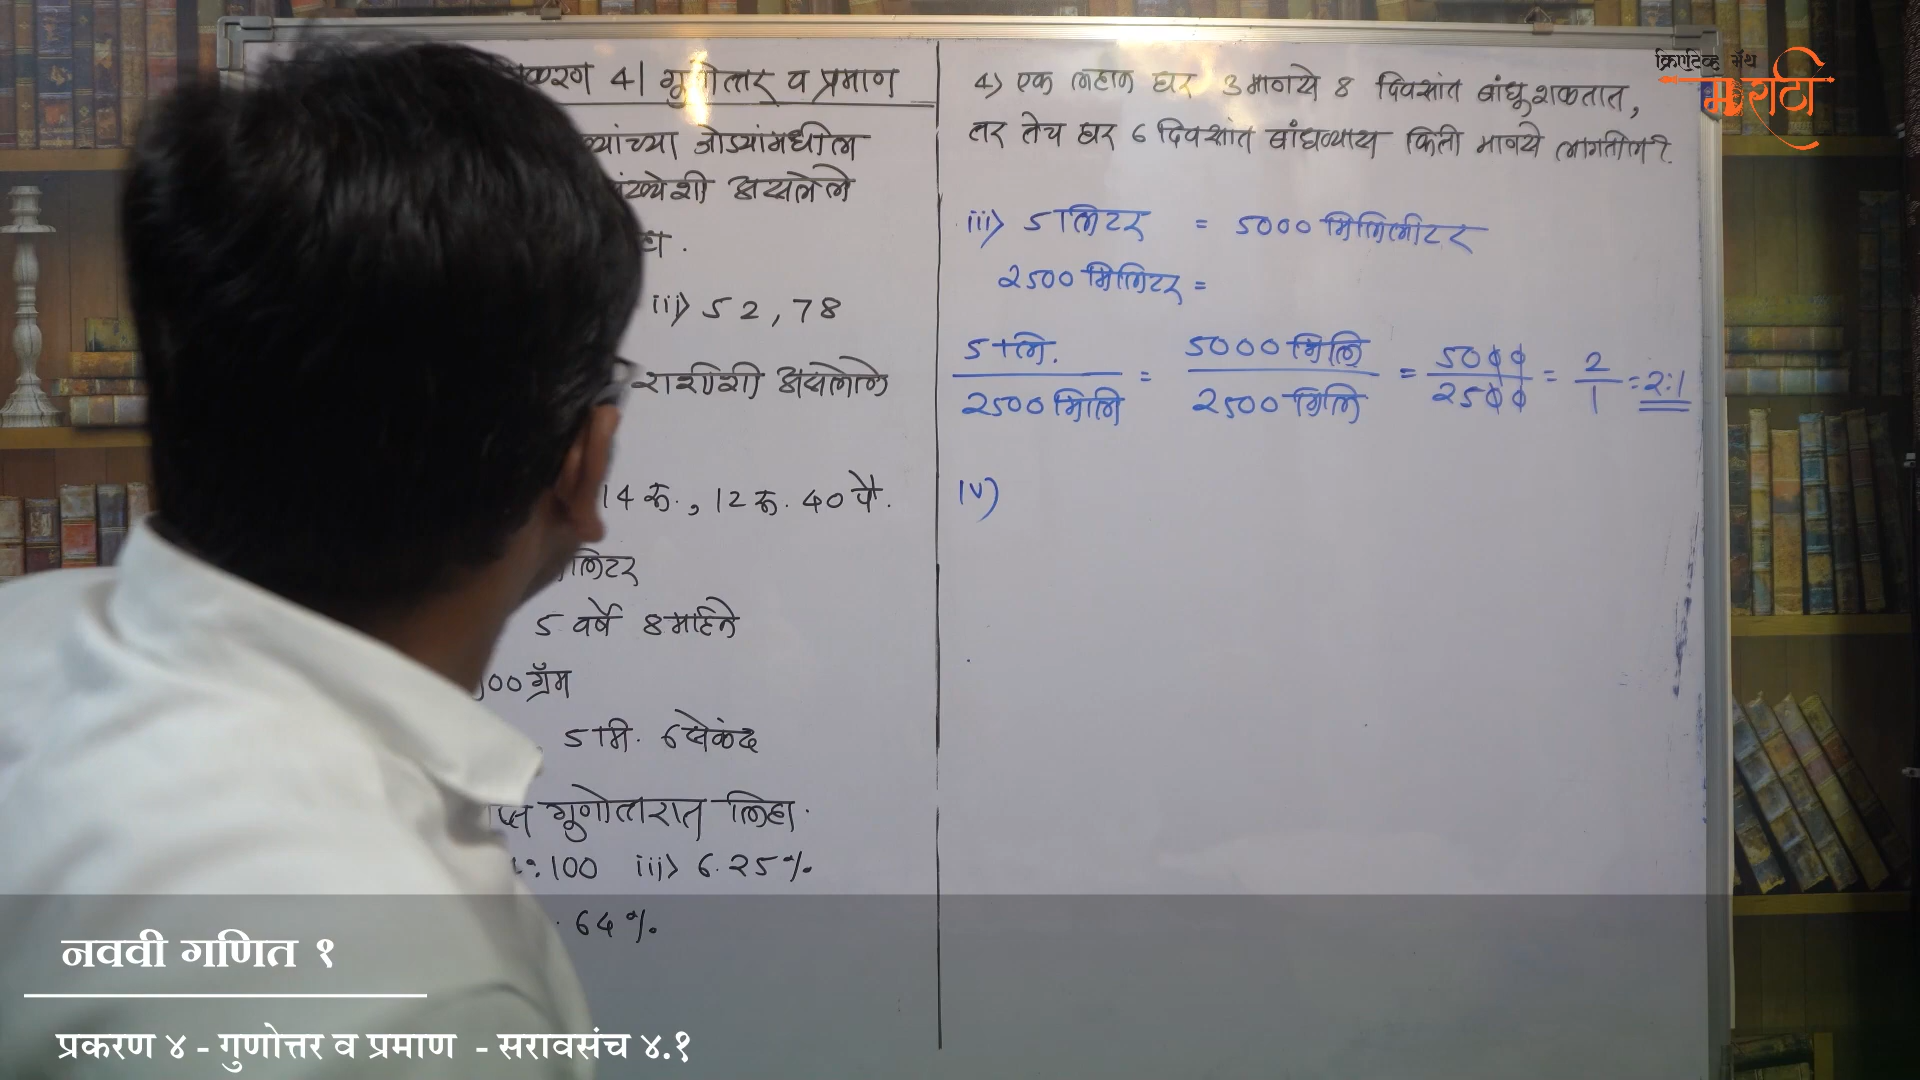 करण 4| गुणोत्तर व प्रमाण
ख्यांच्या जोड्यांमधील
संख्येशी असलेले
हा.
iii) 52, 78
राशीशी असलेले
14 रु., 12 रु. 40 पै.
लिटर
5 वर्षे 8 महिने
00 ग्रॅम
5 मि. 6 सेकंद
गुणोत्तरात लिहा.
:100 iii) 6.25%
64%
4) एक लहान घर 3 माणसे 8 दिवसांत बांधू शकतात,
तर तेच घर 6 दिवसांत बांधण्यास किती माणसे लागतील?
iii) 5 लिटर = 5000 मिलिलीटर
2500 मिलिटर =
5 लि. / 2500 मिलि = 5000 मिलि / 2500 मिलि = 5000 / 2500 = 2 / 1 = 2:1
iv)
क्रिएटिव्ह मॅथ
मराठी
नववी गणित १
प्रकरण ४ - गुणोत्तर व प्रमाण - सरावसंच ४.१